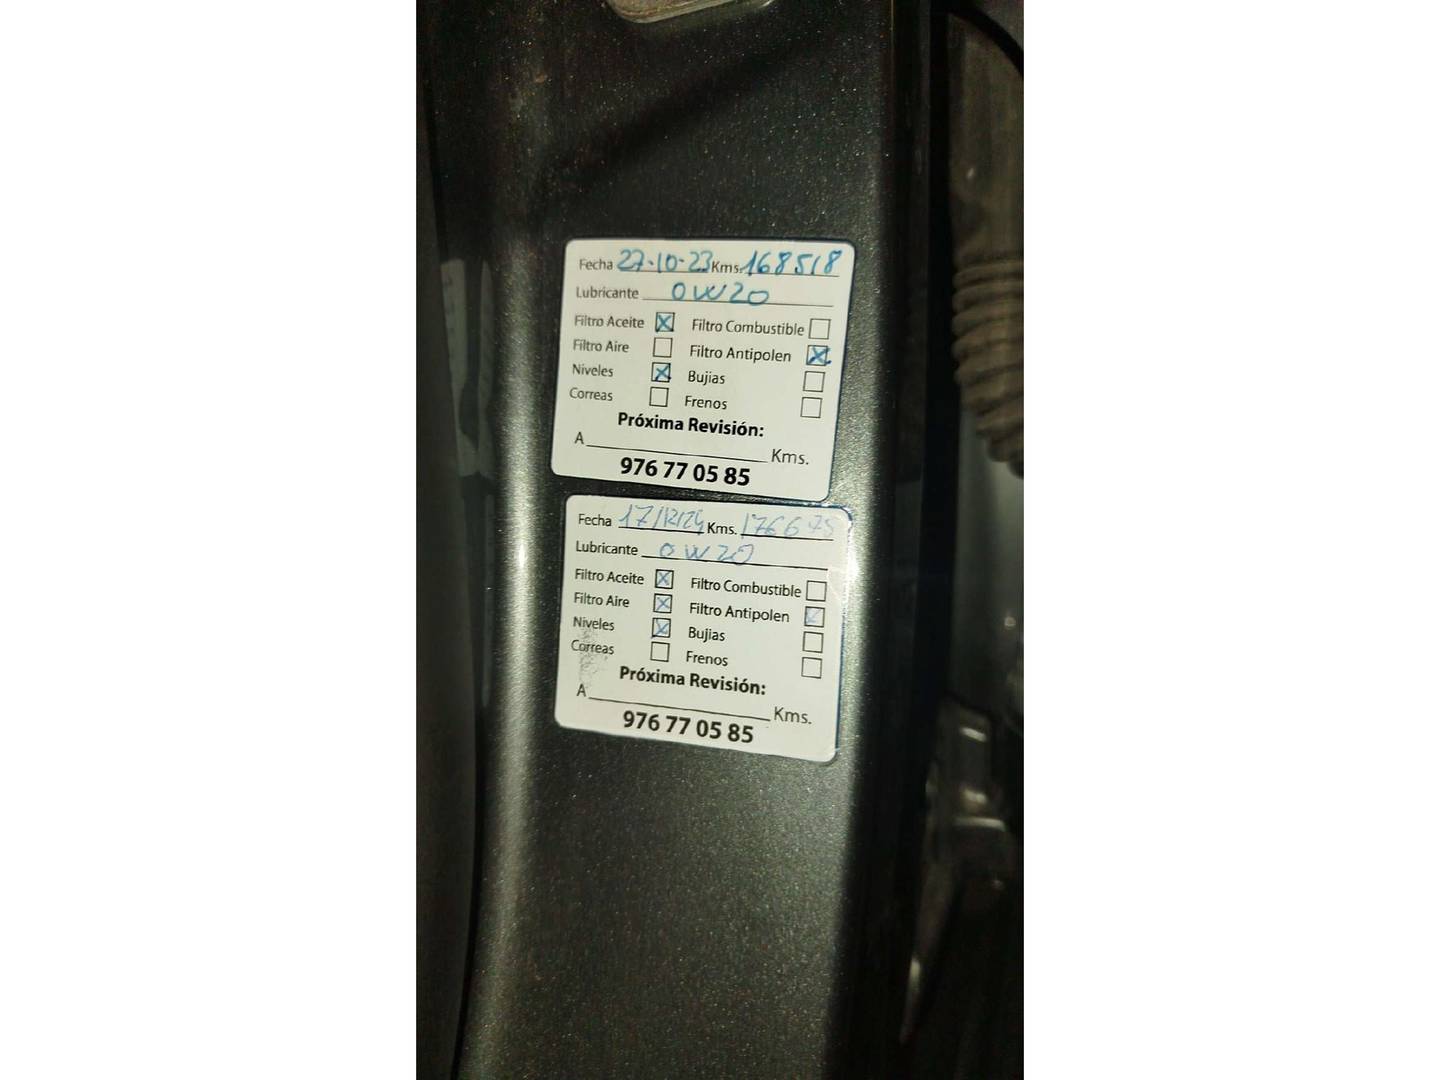 Fecha 27-10-23 Kms. 168518
Lubricante 0W20
Filtro Aceite Filtro Combustible
Filtro Aire Filtro Antipolen
Niveles Bujias
Correas Frenos
Próxima Revisión:
A Kms.
976 77 05 85
Fecha 17/12/24 Kms. 176675
Lubricante 0W20
Filtro Aceite Filtro Combustible
Filtro Aire Filtro Antipolen
Niveles Bujias
Correas Frenos
Próxima Revisión:
A Kms.
976 77 05 85